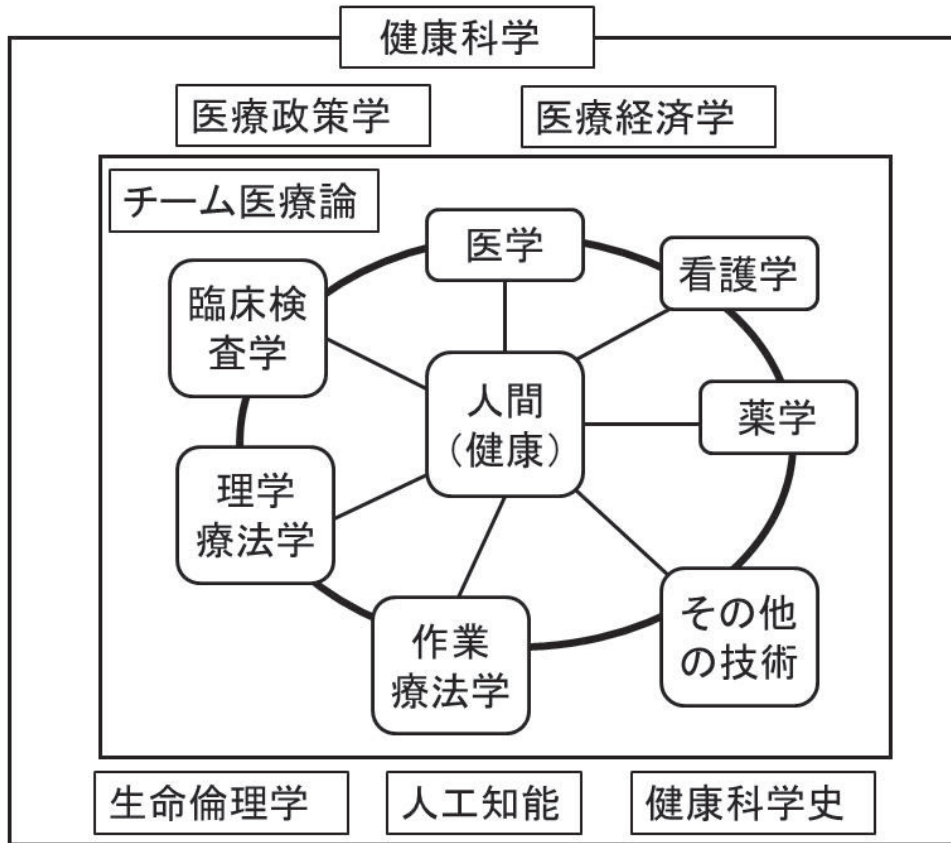 健康科学
医療政策学
医療経済学
チーム医療論
医学
看護学
臨床検
査学
人間
（健康）
薬学
理学
療法学
作業
療法学
その他
の技術
生命倫理学
人工知能
健康科学史